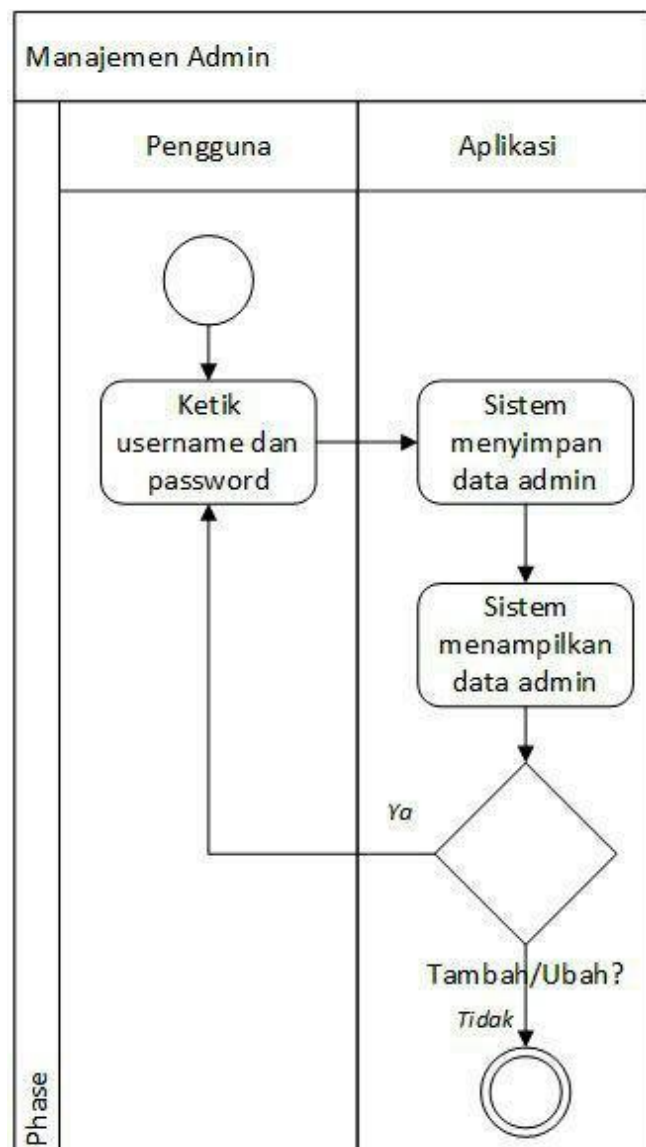 Manajemen Admin
Pengguna
Aplikasi
Ketik
username dan
password
Sistem
menyimpan
data admin
Sistem
menampilkan
data admin
Ya
Tambah/Ubah?
Tidak
Phase